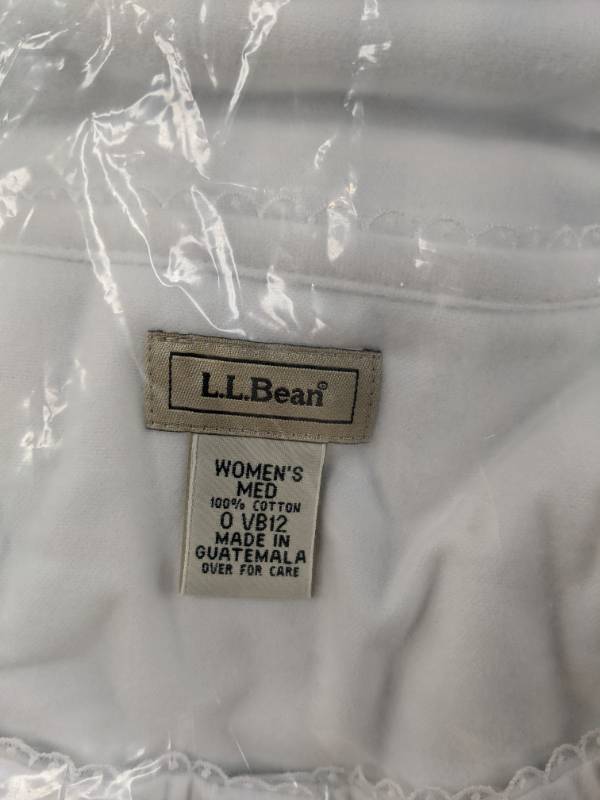 L.L.Bean®
WOMEN'S
MED
100% COTTON
0 VB12
MADE IN
GUATEMALA
OVER FOR CARE